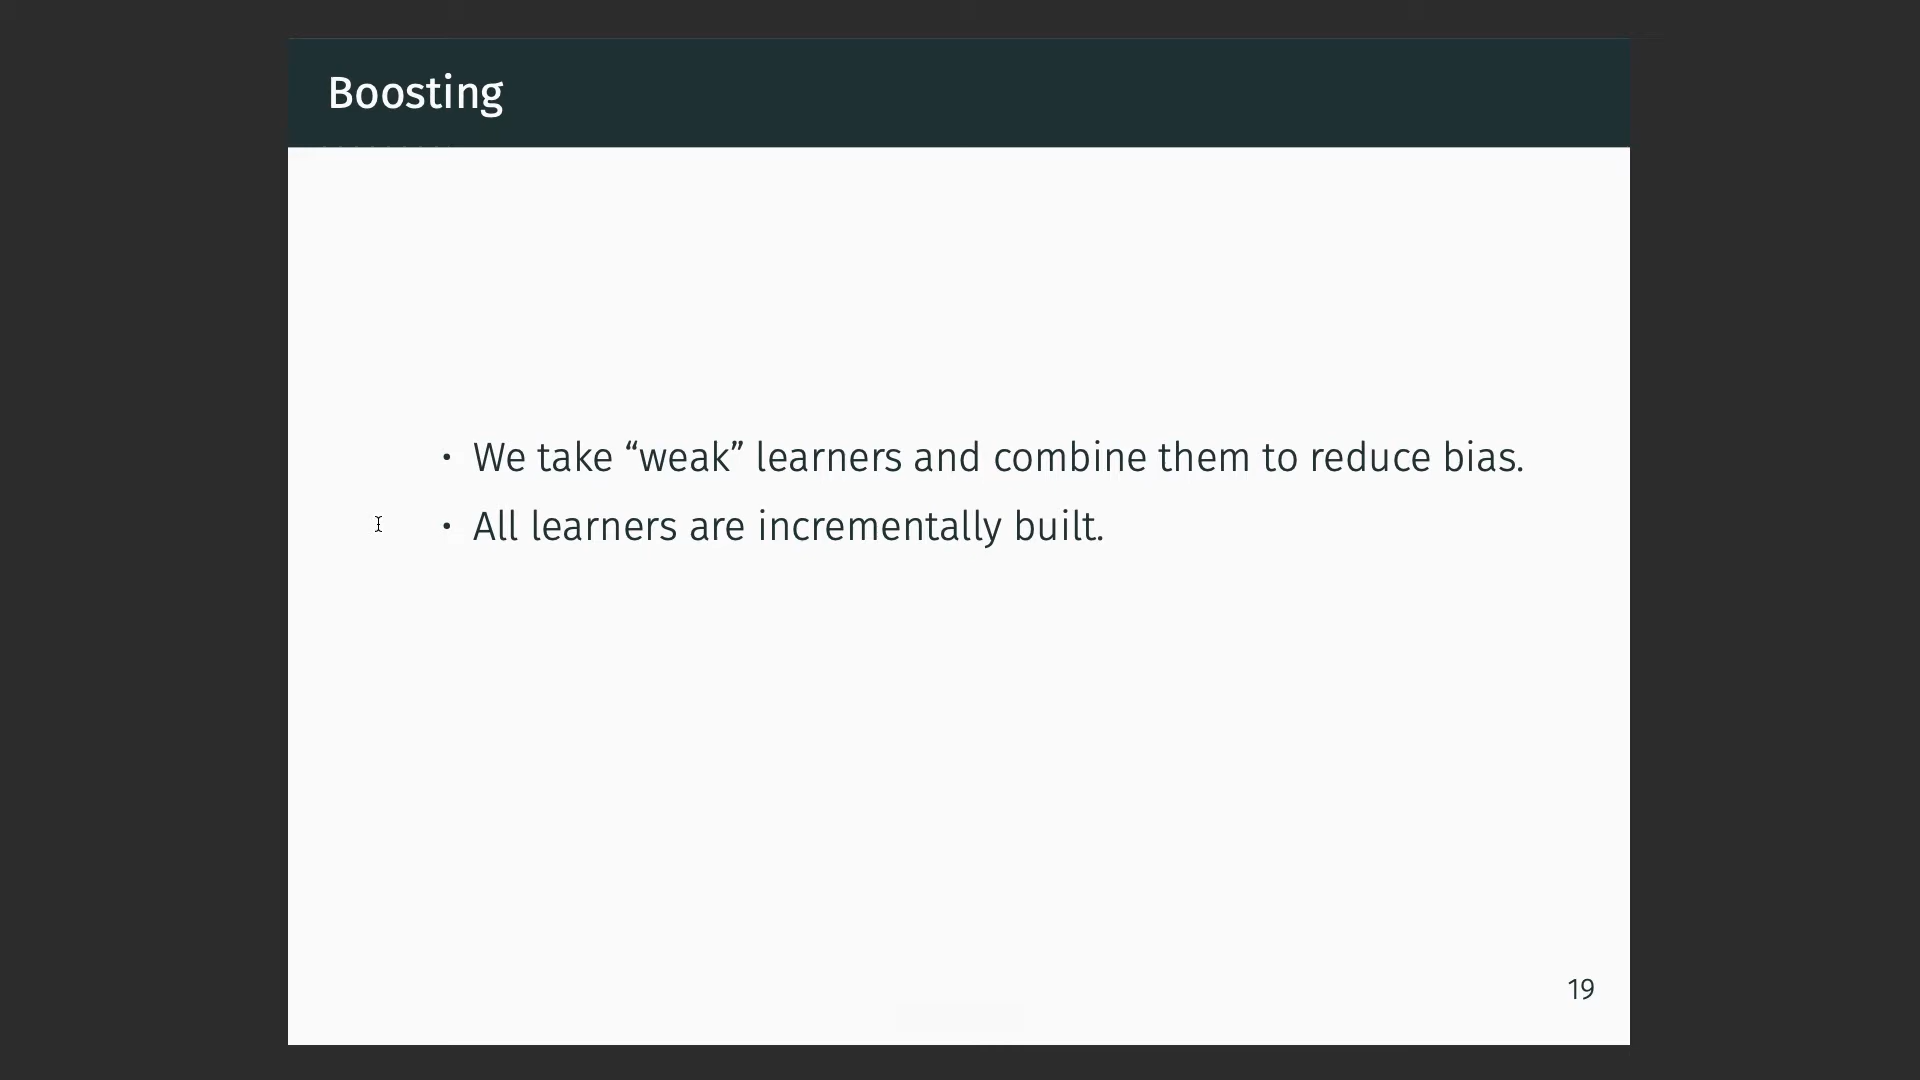 Boosting
• We take “weak” learners and combine them to reduce bias.
• All learners are incrementally built.
19